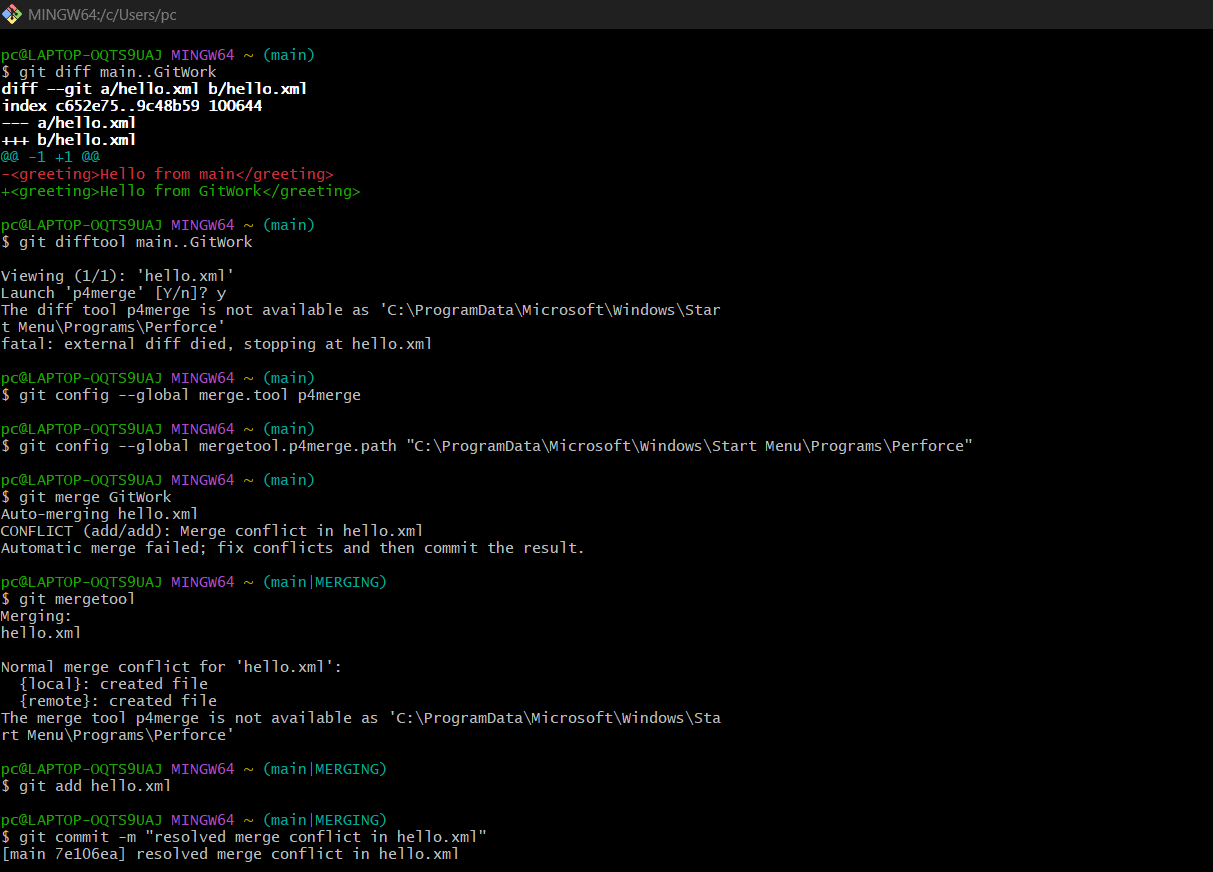 MINGW64:/c/Users/pc
pc@LAPTOP-OQTS9UAJ MINGW64 ~ (main)
$ git diff main..GitWork
diff --git a/hello.xml b/hello.xml
index c652e75..9c48b59 100644
--- a/hello.xml
+++ b/hello.xml
@@ -1 +1 @@
-<greeting>Hello from main</greeting>
+<greeting>Hello from GitWork</greeting>
pc@LAPTOP-OQTS9UAJ MINGW64 ~ (main)
$ git difftool main..GitWork
Viewing (1/1): 'hello.xml'
Launch 'p4merge' [Y/n]? y
The diff tool p4merge is not available as 'C:\ProgramData\Microsoft\Windows\Star
t Menu\Programs\Perforce'
fatal: external diff died, stopping at hello.xml
pc@LAPTOP-OQTS9UAJ MINGW64 ~ (main)
$ git config --global merge.tool p4merge
pc@LAPTOP-OQTS9UAJ MINGW64 ~ (main)
$ git config --global mergetool.p4merge.path "C:\ProgramData\Microsoft\Windows\Start Menu\Programs\Perforce"
pc@LAPTOP-OQTS9UAJ MINGW64 ~ (main)
$ git merge GitWork
Auto-merging hello.xml
CONFLICT (add/add): Merge conflict in hello.xml
Automatic merge failed; fix conflicts and then commit the result.
pc@LAPTOP-OQTS9UAJ MINGW64 ~ (main|MERGING)
$ git mergetool
Merging:
hello.xml
Normal merge conflict for 'hello.xml':
  {local}: created file
  {remote}: created file
The merge tool p4merge is not available as 'C:\ProgramData\Microsoft\Windows\Sta
rt Menu\Programs\Perforce'
pc@LAPTOP-OQTS9UAJ MINGW64 ~ (main|MERGING)
$ git add hello.xml
pc@LAPTOP-OQTS9UAJ MINGW64 ~ (main|MERGING)
$ git commit -m "resolved merge conflict in hello.xml"
[main 7e106ea] resolved merge conflict in hello.xml